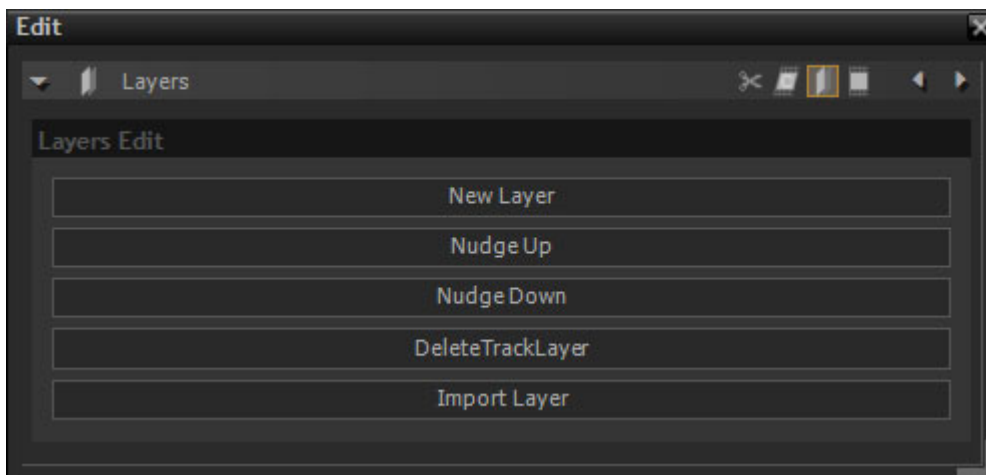 Edit
Layers
Layers Edit
New Layer
Nudge Up
Nudge Down
DeleteTrackLayer
Import Layer